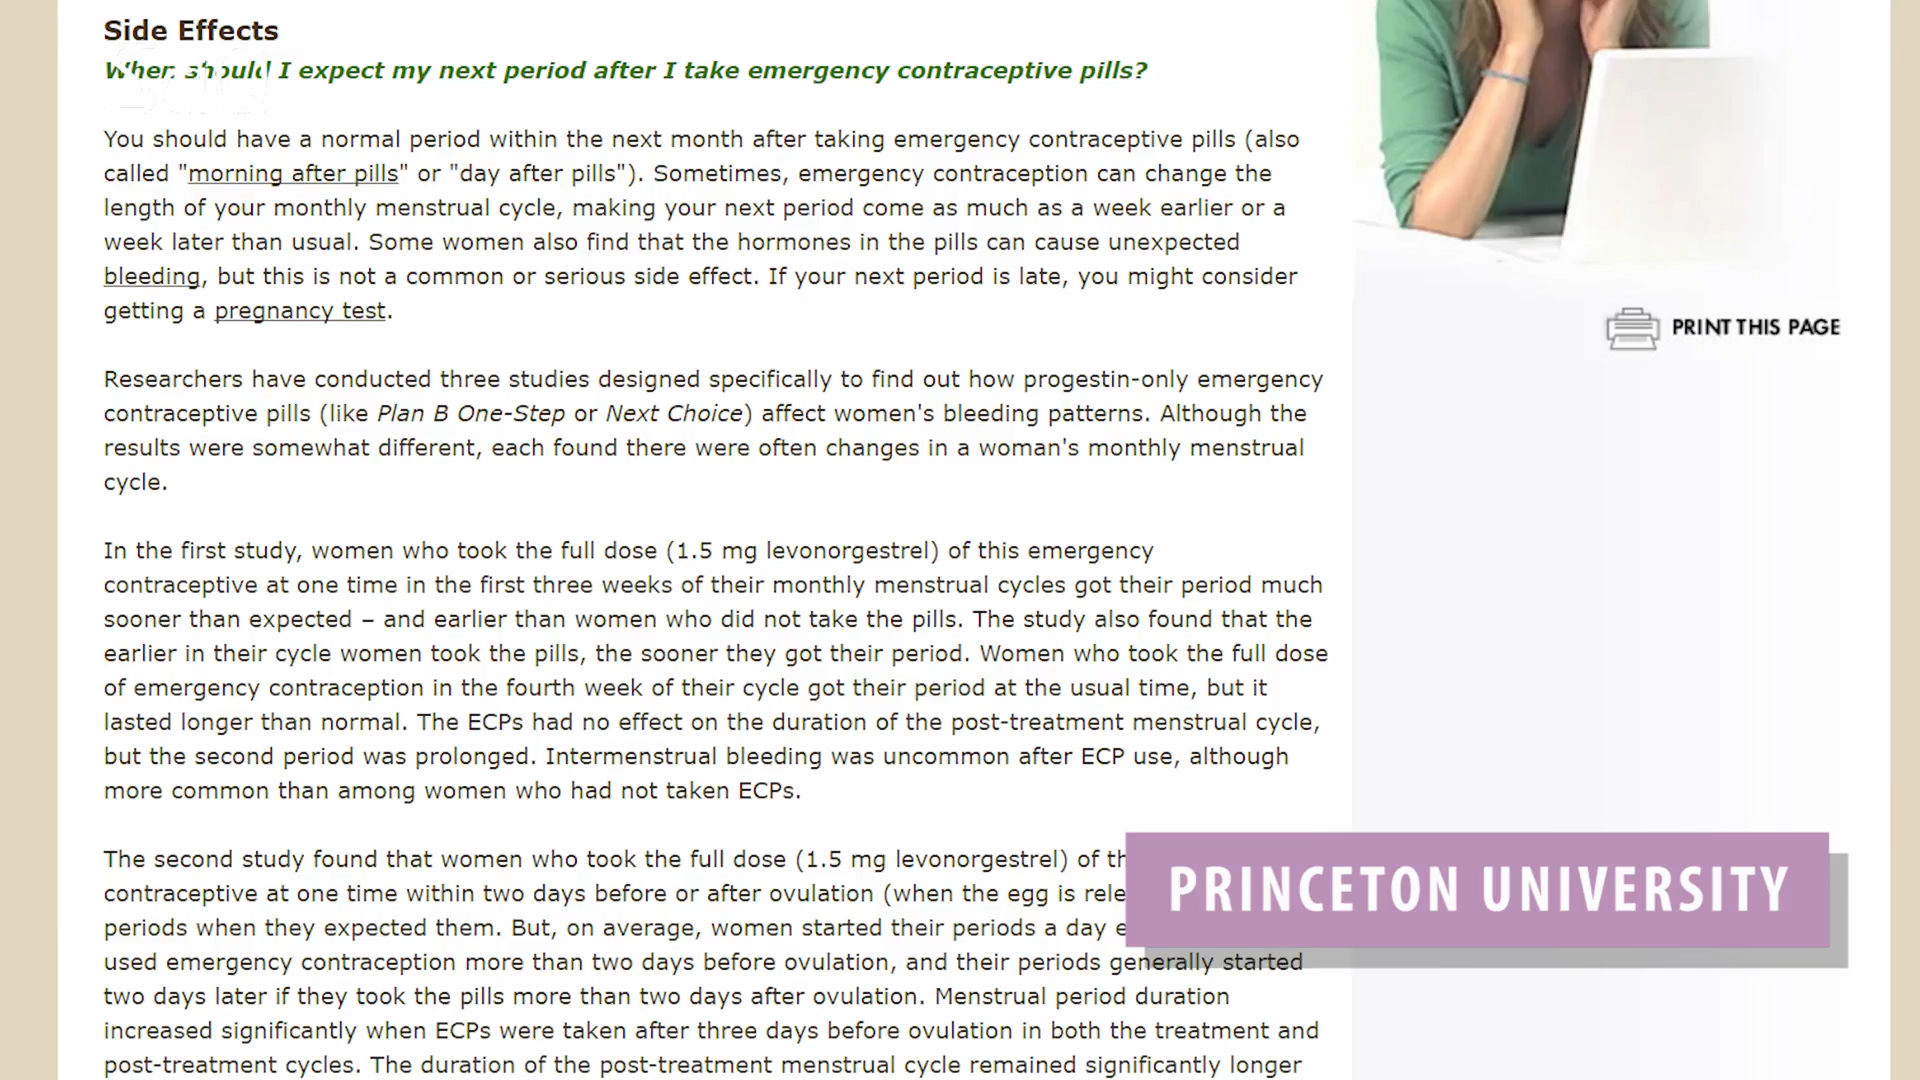 Side Effects
When should I expect my next period after I take emergency contraceptive pills?
You should have a normal period within the next month after taking emergency contraceptive pills (also
called "morning after pills" or "day after pills"). Sometimes, emergency contraception can change the
length of your monthly menstrual cycle, making your next period come as much as a week earlier or a
week later than usual. Some women also find that the hormones in the pills can cause unexpected
bleeding, but this is not a common or serious side effect. If your next period is late, you might consider
getting a pregnancy test.
PRINT THIS PAGE
Researchers have conducted three studies designed specifically to find out how progestin-only emergency
contraceptive pills (like Plan B One-Step or Next Choice) affect women's bleeding patterns. Although the
results were somewhat different, each found there were often changes in a woman's monthly menstrual
cycle.
In the first study, women who took the full dose (1.5 mg levonorgestrel) of this emergency
contraceptive at one time in the first three weeks of their monthly menstrual cycles got their period much
sooner than expected – and earlier than women who did not take the pills. The study also found that the
earlier in their cycle women took the pills, the sooner they got their period. Women who took the full dose
of emergency contraception in the fourth week of their cycle got their period at the usual time, but it
lasted longer than normal. The ECPs had no effect on the duration of the post-treatment menstrual cycle,
but the second period was prolonged. Intermenstrual bleeding was uncommon after ECP use, although
more common than among women who had not taken ECPs.
The second study found that women who took the full dose (1.5 mg levonorgestrel) of
contraceptive at one time within two days before or after ovulation (when the egg is
periods when they expected them. But, on average, women started their periods a day
used emergency contraception more than two days before ovulation, and their periods generally started
two days later if they took the pills more than two days after ovulation. Menstrual period duration
increased significantly when ECPs were taken after three days before ovulation in both the treatment and
post-treatment cycles. The duration of the post-treatment menstrual cycle remained significantly longer
PRINCETON UNIVERSITY